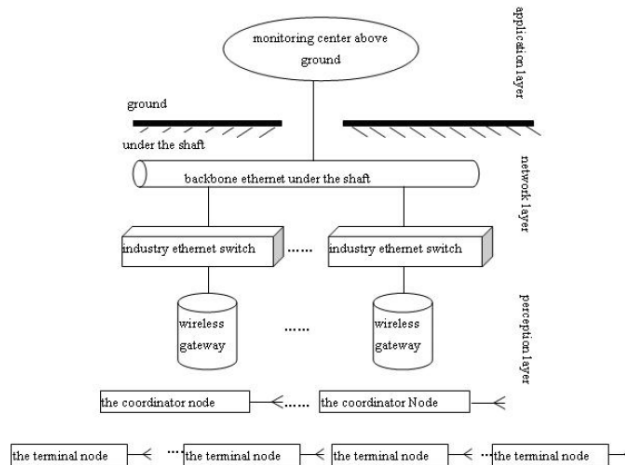 monitoring center above
ground
application layer
ground
under the shaft
backbone ethernet under the shaft
network layer
industry ethernet switch
......
industry ethernet switch
wireless
gateway
......
wireless
gateway
perception layer
the coordinator node
......
the coordinator Node
the terminal node
....
the terminal node
the terminal node
...
the terminal node